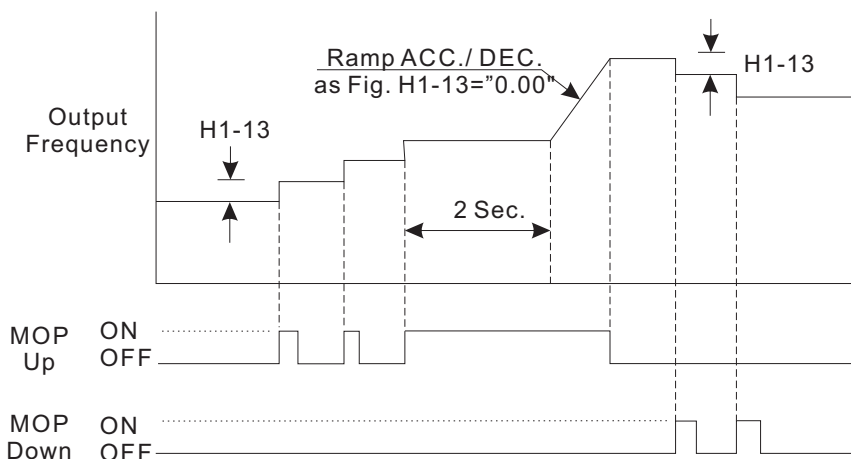 Ramp ACC./ DEC.
as Fig. H1-13="0.00"
H1-13
Output
Frequency
H1-13
2 Sec.
MOP
Up
ON
OFF
MOP
Down
ON
OFF